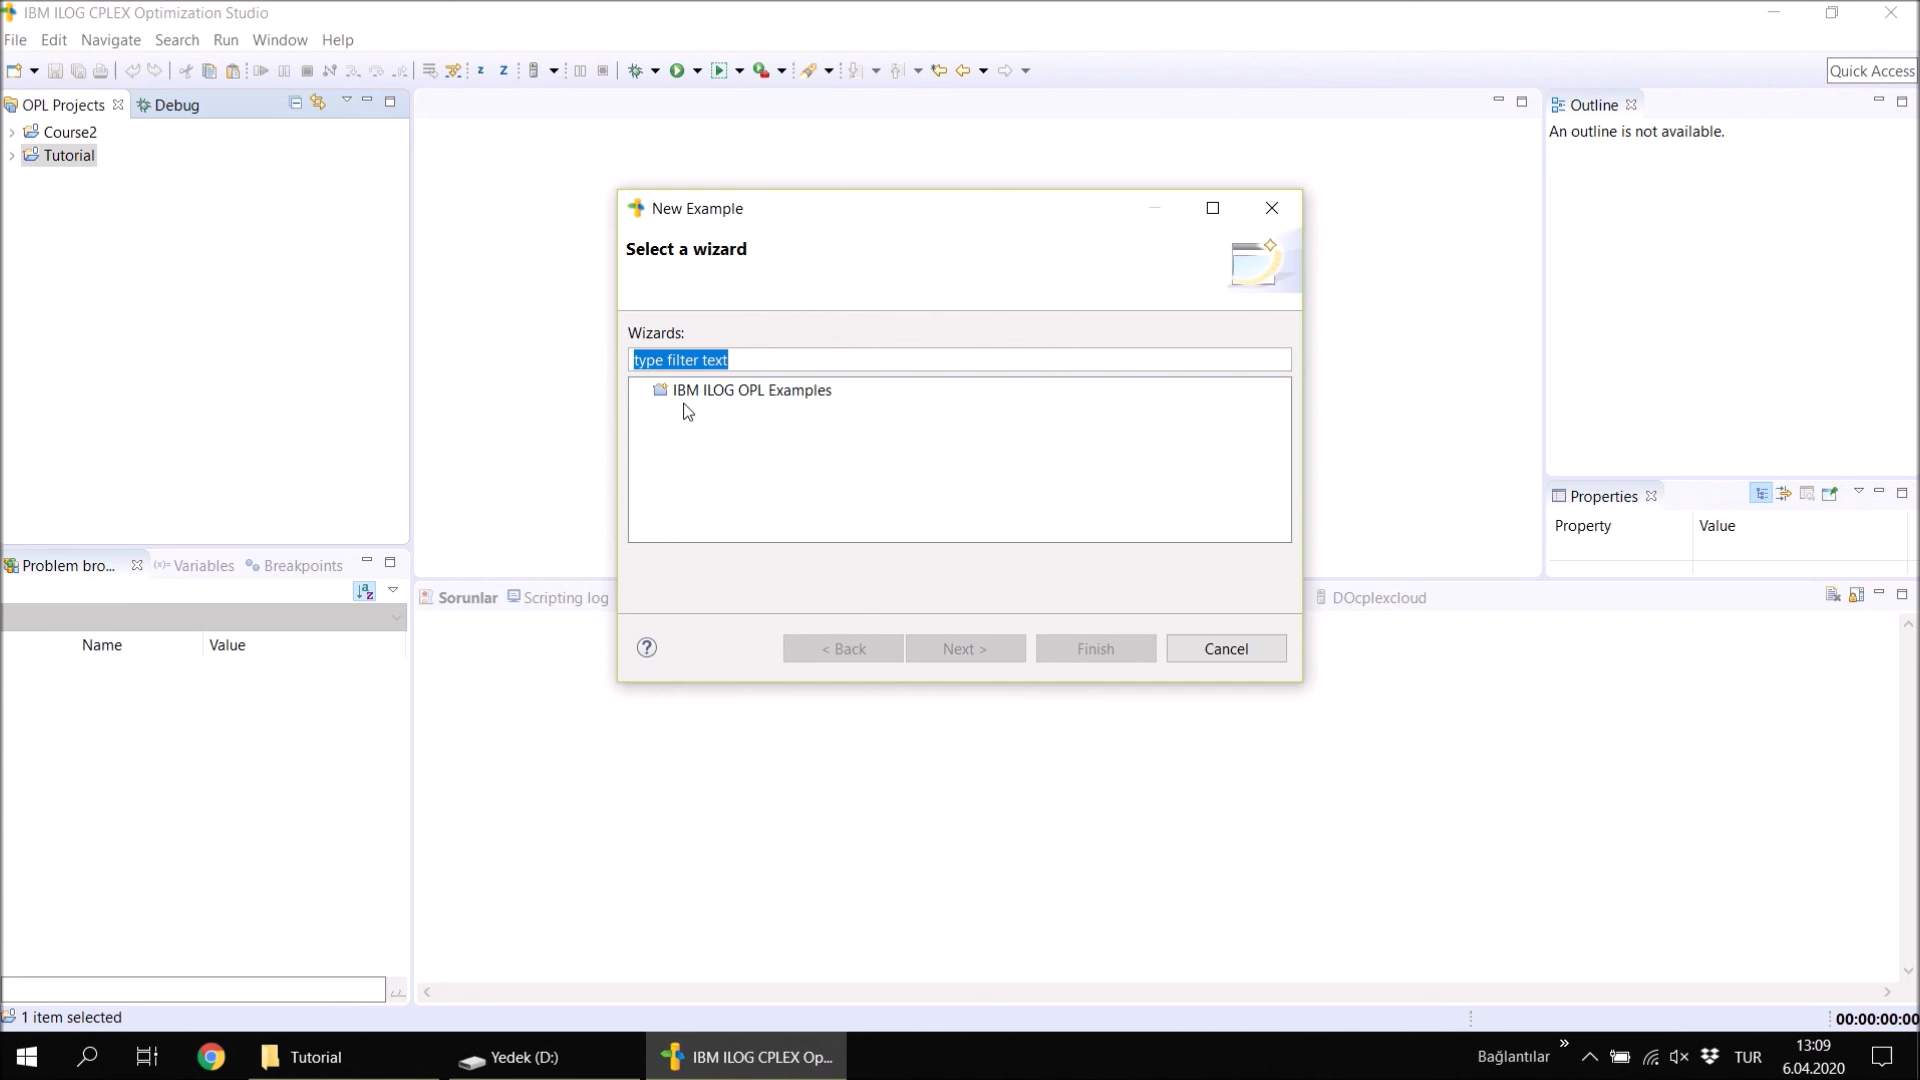 IBM ILOG CPLEX Optimization Studio
File Edit Navigate Search Run Window Help
Quick Access
OPL Projects Debug
Course2
Tutorial
Outline
An outline is not available.
New Example
Select a wizard
Wizards:
type filter text
IBM ILOG OPL Examples
< Back Next > Finish Cancel
Properties
Property Value
Problem bro... (x)= Variables Breakpoints
Name Value
Sorunlar Scripting log
DOcplexcloud
1 item selected
00:00:00:00
Tutorial
Yedek (D:)
IBM ILOG CPLEX Op...
Bağlantılar
TUR
13:09
6.04.2020